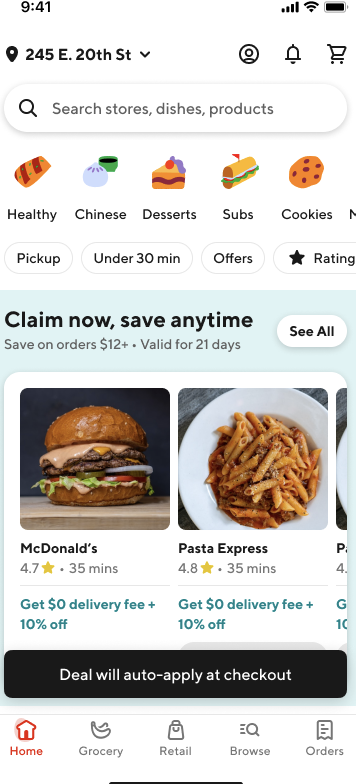 9:41
245 E. 20th St
Search stores, dishes, products
Healthy Chinese Desserts Subs Cookies
Pickup Under 30 min Offers Rating
Claim now, save anytime
See All
Save on orders $12+ • Valid for 21 days
McDonald's Pasta Express
4.7 • 35 mins 4.8 • 35 mins
Get $0 delivery fee + Get $0 delivery fee +
10% off 10% off
Deal will auto-apply at checkout
Home Grocery Retail Browse Orders